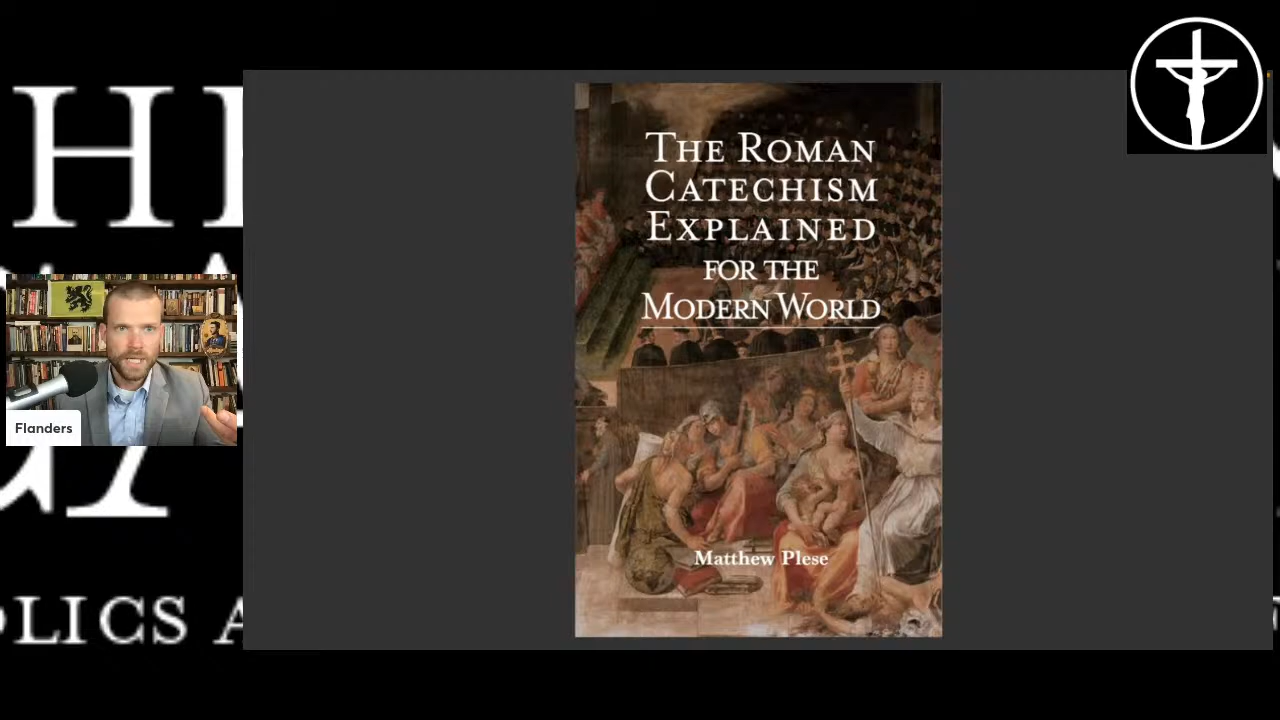 THE ROMAN
CATECHISM
EXPLAINED
FOR THE
MODERN WORLD
Matthew Plese
Flanders